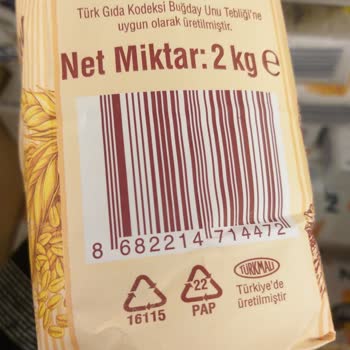 Türk Gıda Kodeksi Buğday Unu Tebliği'ne
uygun olarak üretilmiştir.
Net Miktar: 2 kg e
8 682214 714472
16115
22
PAP
TÜRKMALI
Türkiye'de
üretilmiştir